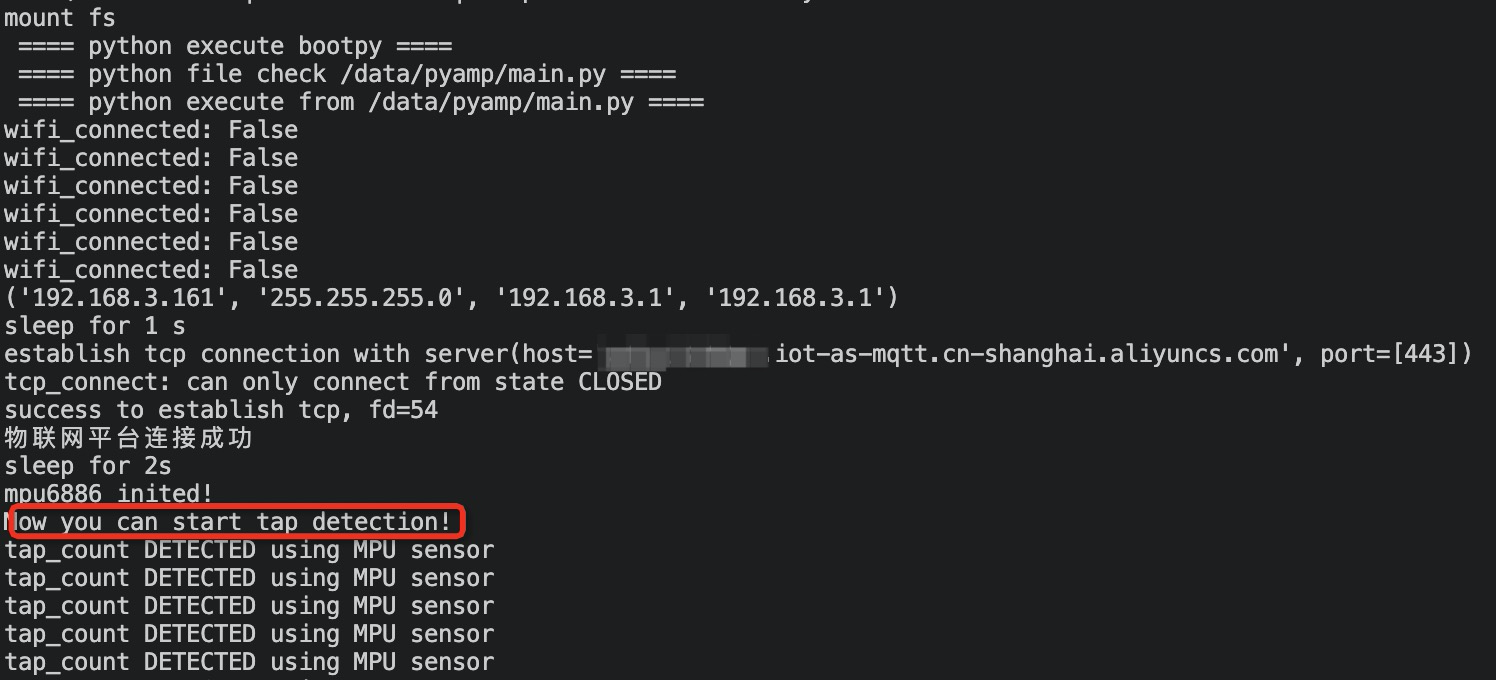 mount fs
==== python execute bootpy ====
==== python file check /data/pyamp/main.py ====
==== python execute from /data/pyamp/main.py ====
wifi_connected: False
wifi_connected: False
wifi_connected: False
wifi_connected: False
wifi_connected: False
wifi_connected: False
('192.168.3.161', '255.255.255.0', '192.168.3.1', '192.168.3.1')
sleep for 1 s
establish tcp connection with server(host= .iot-as-mqtt.cn-shanghai.aliyuncs.com', port=[443])
tcp_connect: can only connect from state CLOSED
success to establish tcp, fd=54
物联网平台连接成功
sleep for 2s
mpu6886 inited!
Now you can start tap detection!
tap_count DETECTED using MPU sensor
tap_count DETECTED using MPU sensor
tap_count DETECTED using MPU sensor
tap_count DETECTED using MPU sensor
tap_count DETECTED using MPU sensor